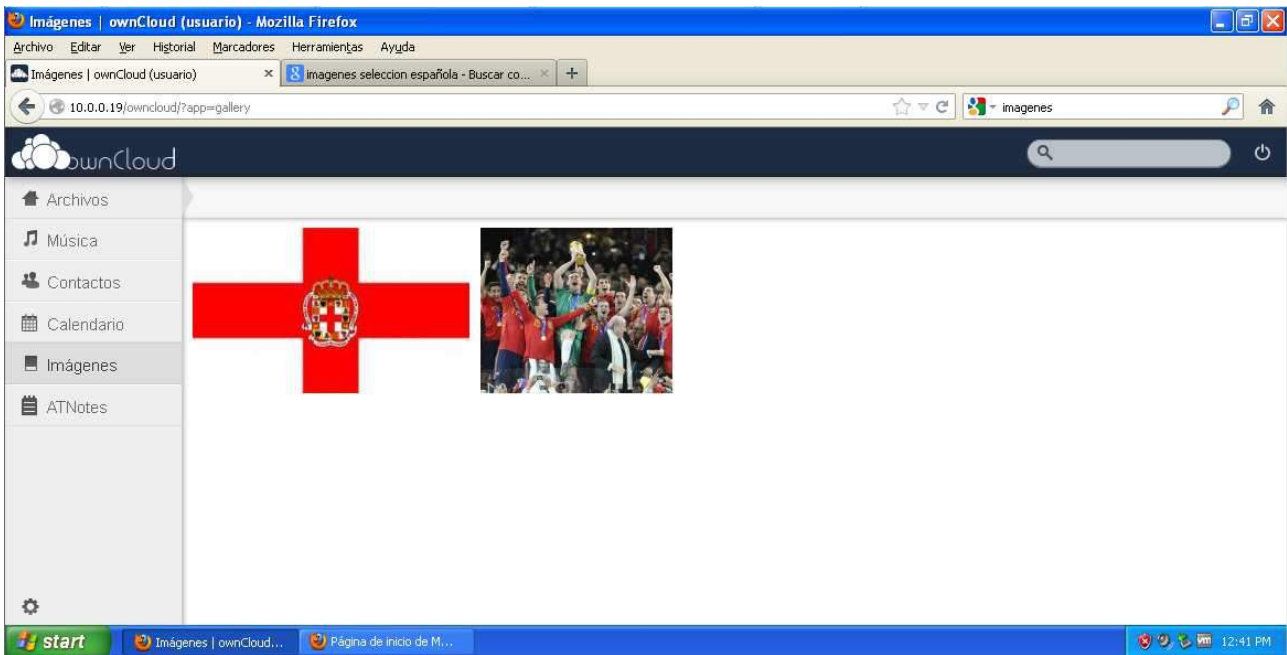 Imágenes | ownCloud (usuario) - Mozilla Firefox
Archivo Editar Ver Historial Marcadores Herramientas Ayuda
Imágenes | ownCloud (usuario) × imagenes seleccion española - Buscar co... × +
10.0.0.19/owncloud/?app=gallery imagenes
ownCloud
Archivos
Música
Contactos
Calendario
Imágenes
ATNotes
start Imágenes | ownCloud... Página de inicio de M... 12:41 PM